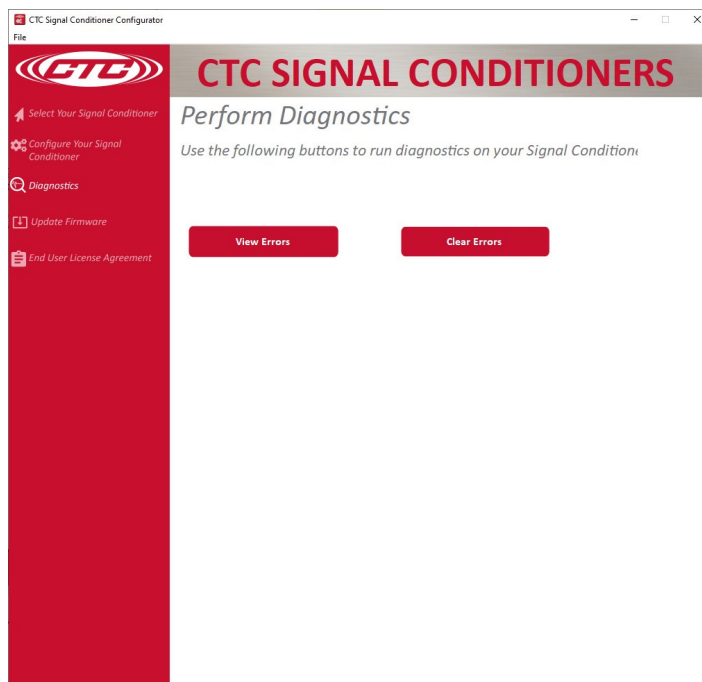 CTC Signal Conditioner Configurator
File
CTC
CTC SIGNAL CONDITIONERS
Select Your Signal Conditioner
Configure Your Signal
Conditioner
Diagnostics
Update Firmware
End User License Agreement
Perform Diagnostics
Use the following buttons to run diagnostics on your Signal Conditione
View Errors
Clear Errors